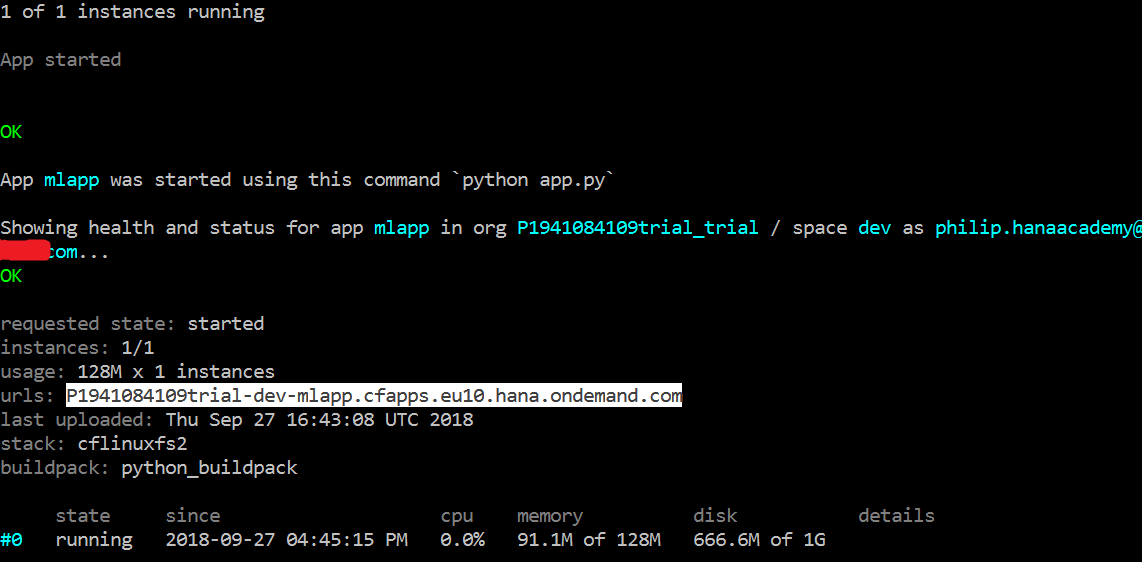 1 of 1 instances running
App started
OK
App mlapp was started using this command `python app.py`
Showing health and status for app mlapp in org P1941084109trial_trial / space dev as philip.hanaacademy@
com...
OK
requested state: started
instances: 1/1
usage: 128M x 1 instances
urls: P1941084109trial-dev-mlapp.cfapps.eu10.hana.ondemand.com
last uploaded: Thu Sep 27 16:43:08 UTC 2018
stack: cflinuxfs2
buildpack: python_buildpack
state since cpu memory disk details
#0 running 2018-09-27 04:45:15 PM 0.0% 91.1M of 128M 666.6M of 1G